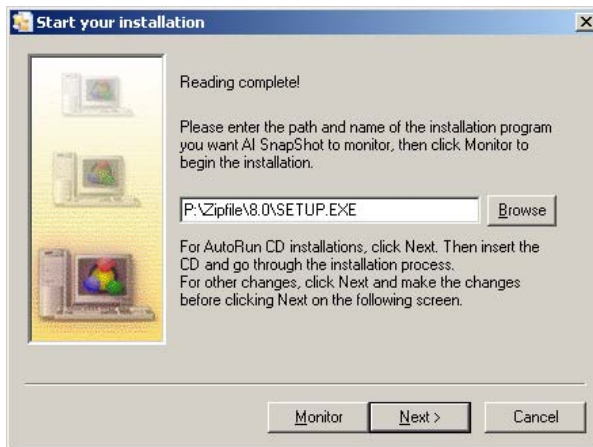 Start your installation
Reading complete!
Please enter the path and name of the installation program
you want AI SnapShot to monitor, then click Monitor to
begin the installation.
P:\Zipfile\8.0\SETUP.EXE
Browse
For AutoRun CD installations, click Next. Then insert the
CD and go through the installation process.
For other changes, click Next and make the changes
before clicking Next on the following screen.
Monitor
Next >
Cancel